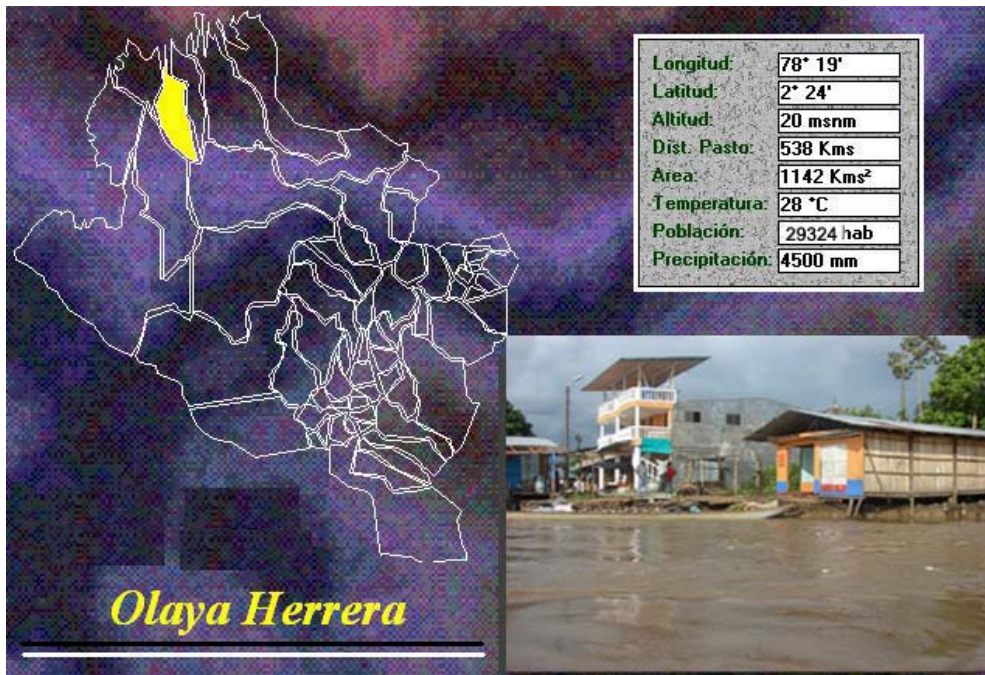 Longitud: 78° 19'
Latitud: 2° 24'
Altitud: 20 msnm
Dist. Pasto: 538 Kms
Area: 1142 Kms²
Temperatura: 28 °C
Población: 29324 hab
Precipitación: 4500 mm
Olaya Herrera